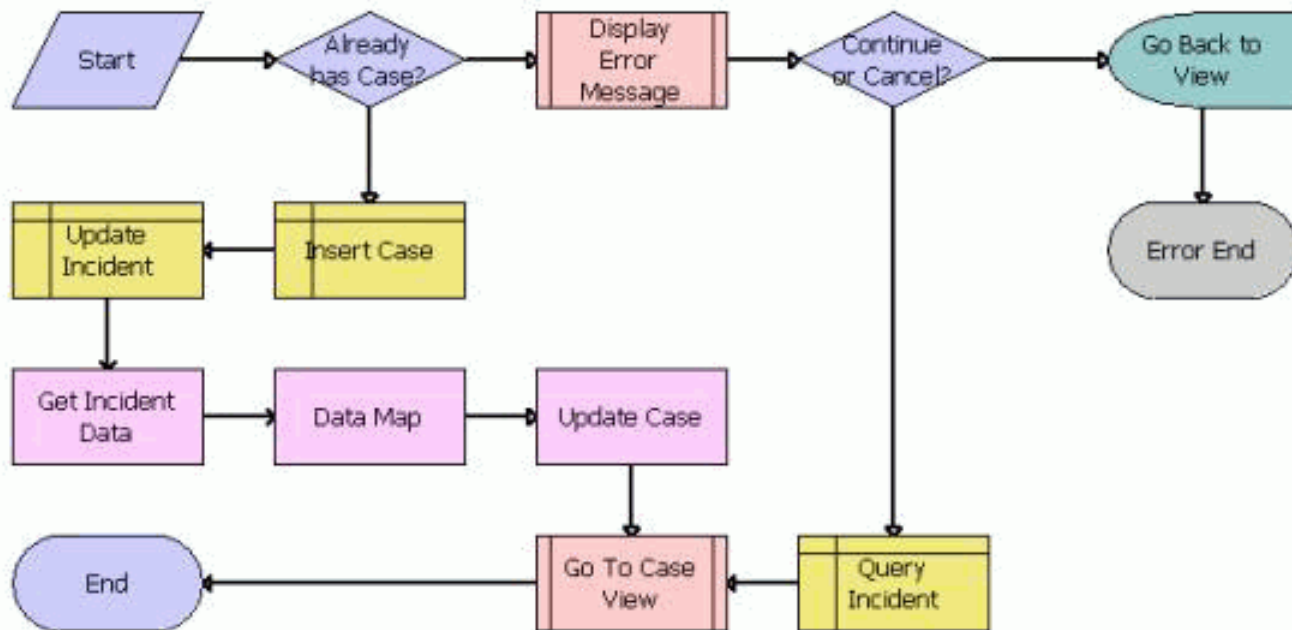 Start
Already
has Case?
Display
Error
Message
Continue
or Cancel?
Go Back to
View
Update
Incident
Insert Case
Error End
Get Incident
Data
Data Map
Update Case
End
Go To Case
View
Query
Incident